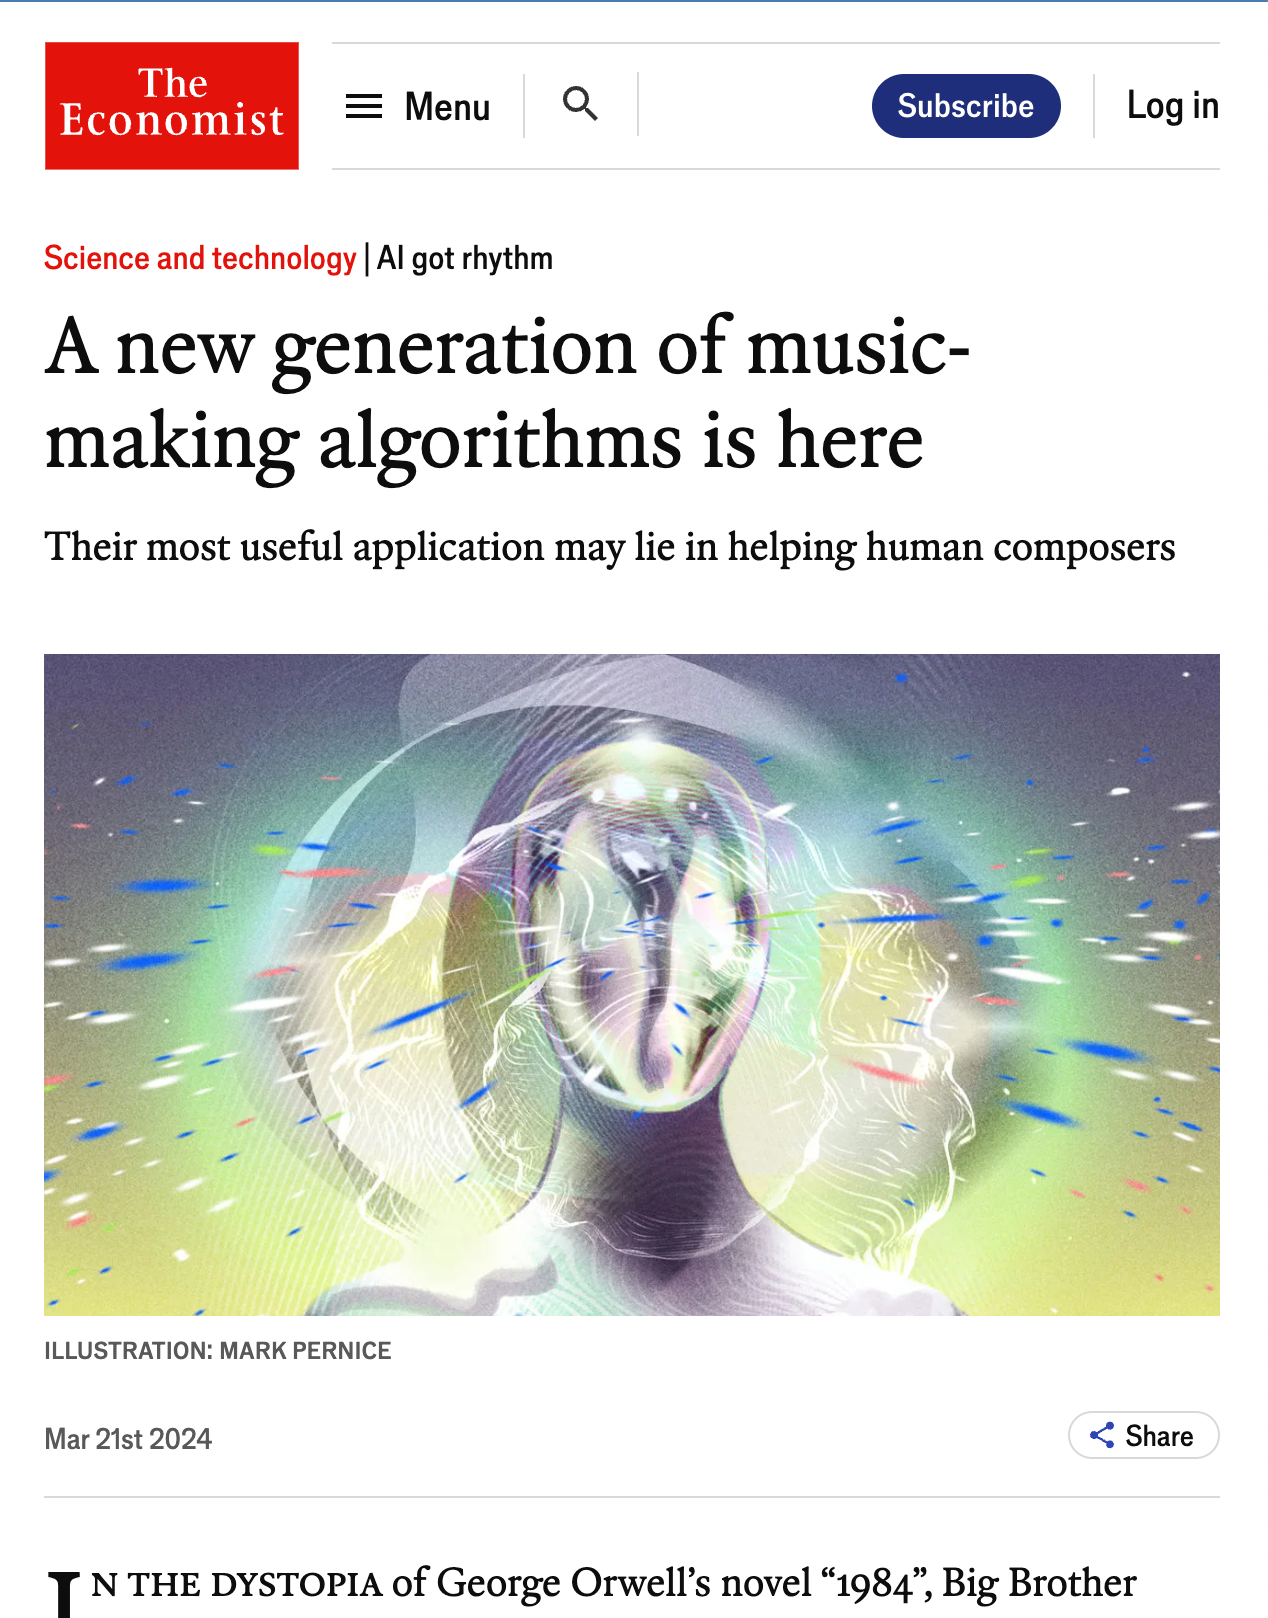 The
Economist
Menu
Subscribe
Log in
Science and technology | AI got rhythm
A new generation of music-
making algorithms is here
Their most useful application may lie in helping human composers
ILLUSTRATION: MARK PERNICE
Mar 21st 2024
Share
IN THE DYSTOPIA of George Orwell’s novel “1984”, Big Brother